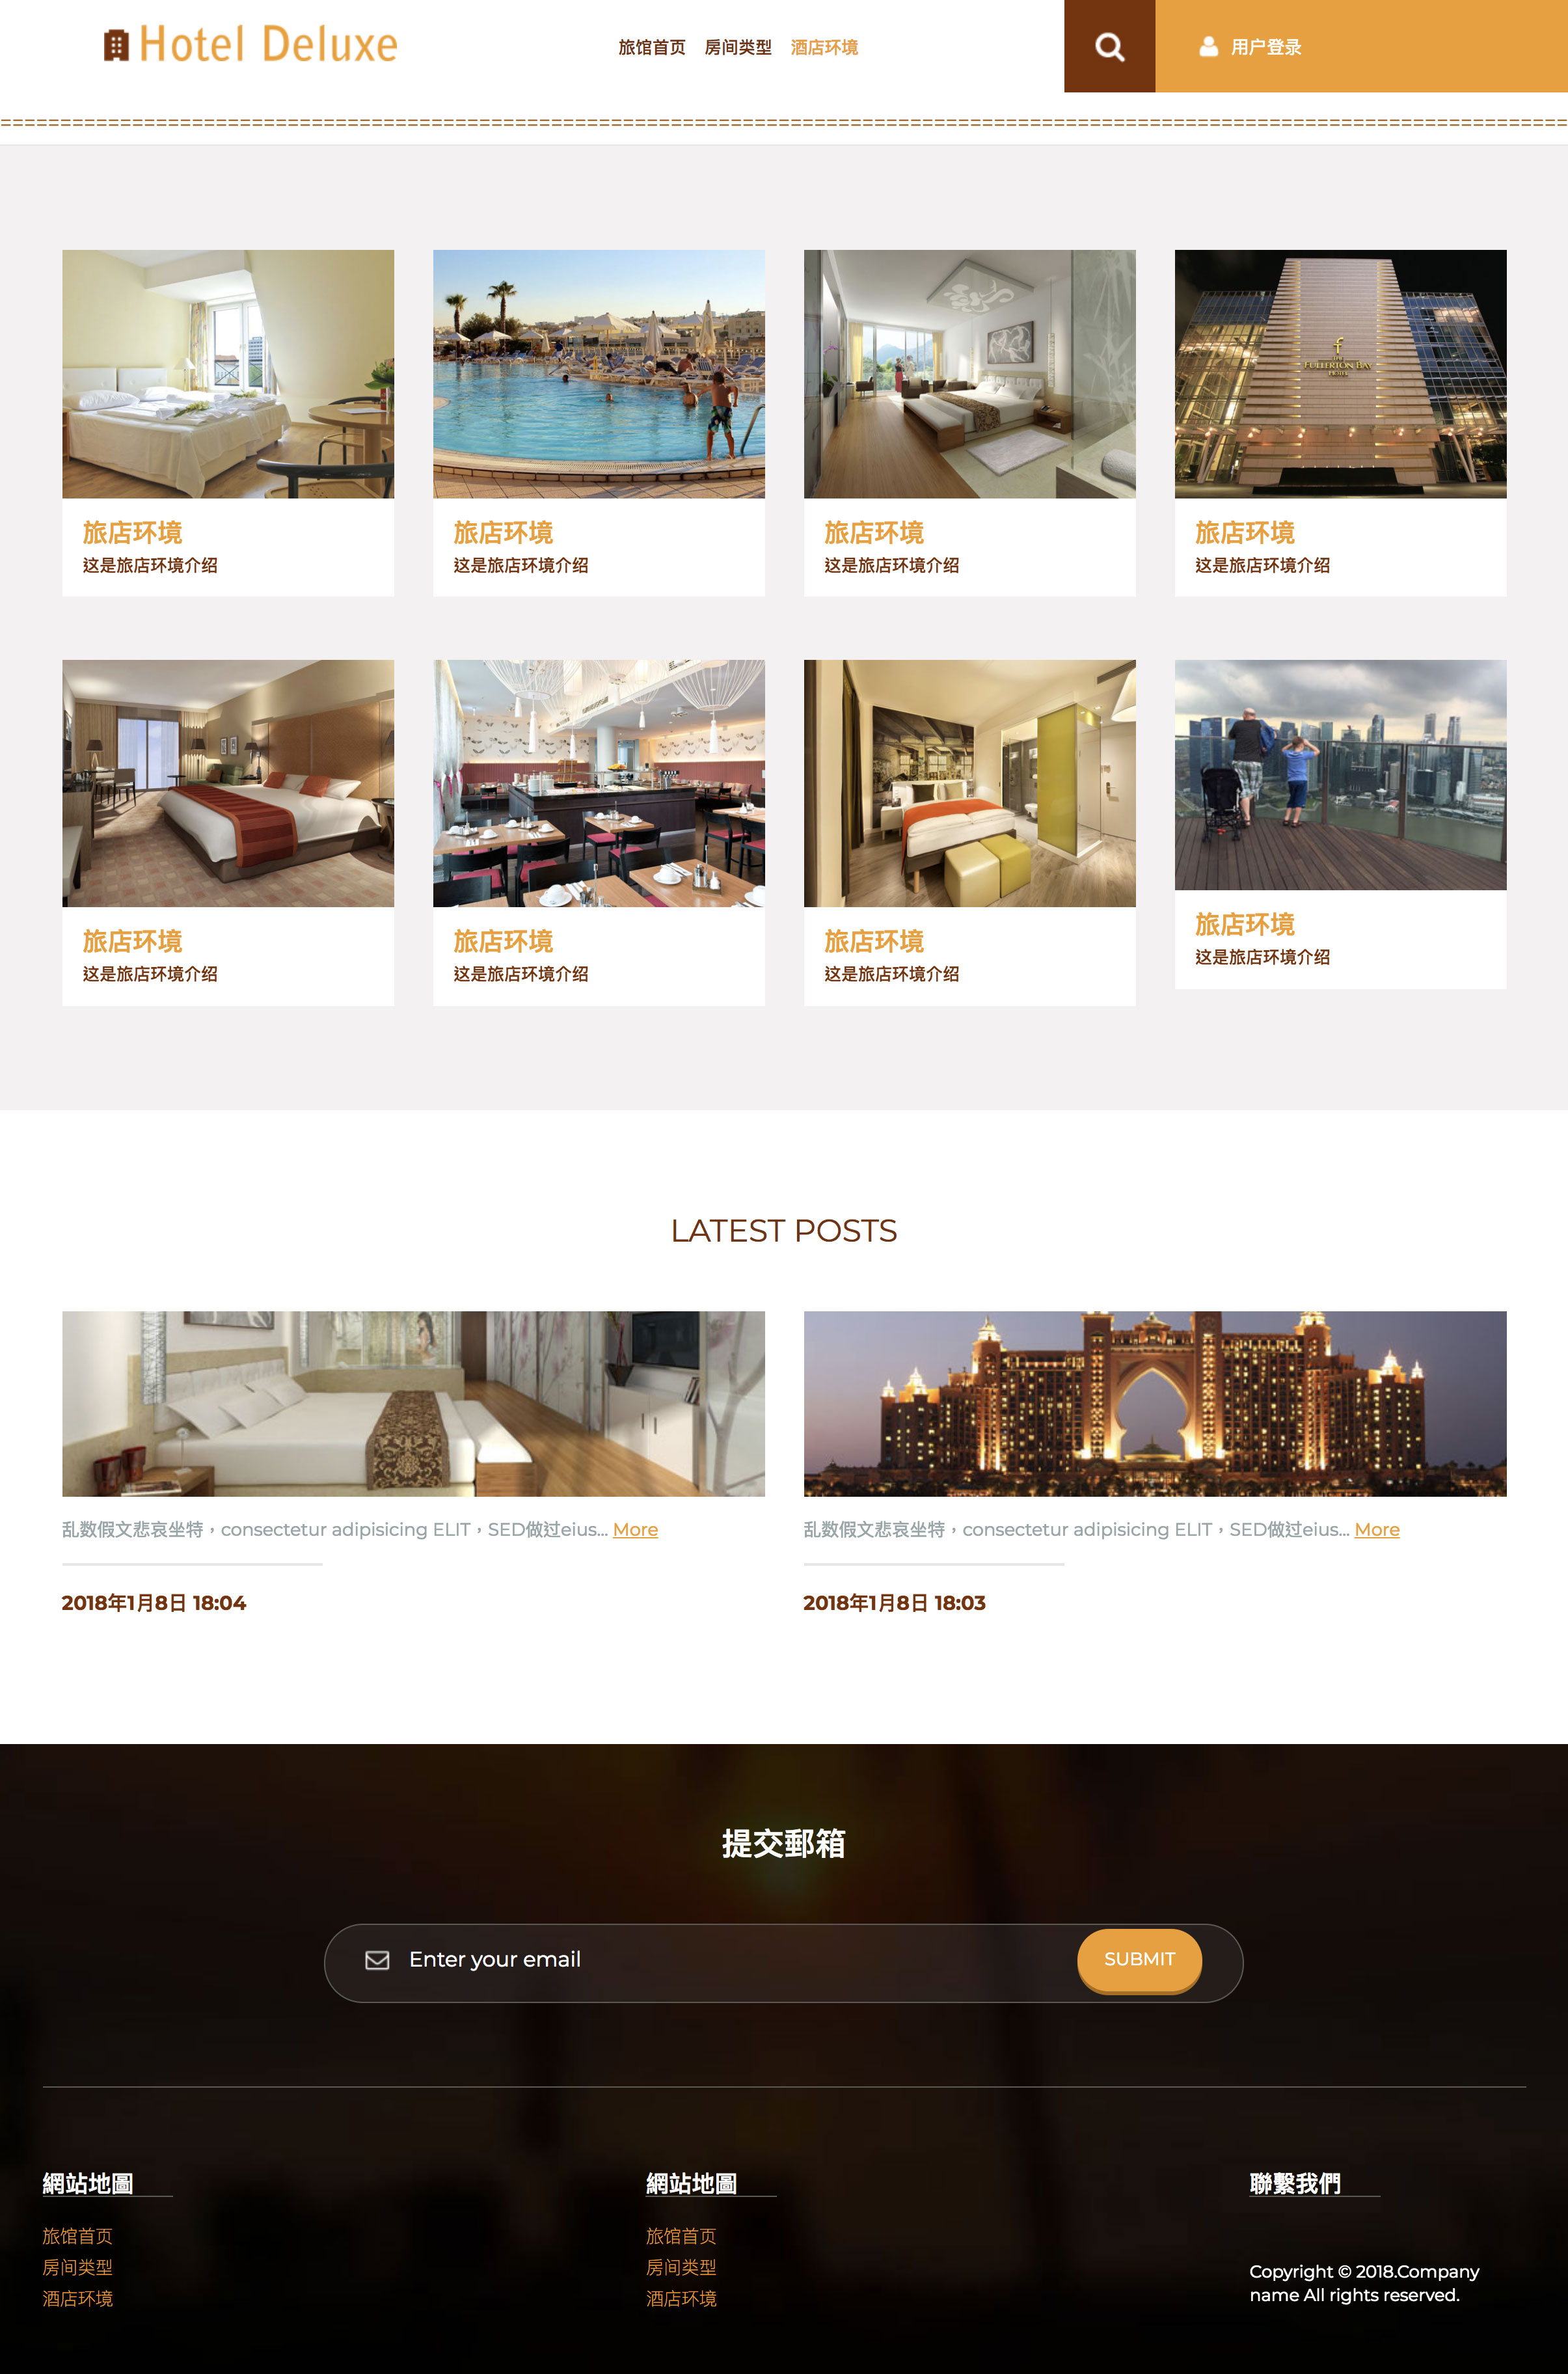 Hotel Deluxe
旅馆首页 房间类型 酒店环境
用户登录
f
THE
FULLERTON BAY
HOTEL
旅店环境
这是旅店环境介绍
旅店环境
这是旅店环境介绍
旅店环境
这是旅店环境介绍
旅店环境
这是旅店环境介绍
旅店环境
这是旅店环境介绍
旅店环境
这是旅店环境介绍
旅店环境
这是旅店环境介绍
旅店环境
这是旅店环境介绍
LATEST POSTS
乱数假文悲哀坐特，consectetur adipisicing ELIT，SED做过eius... More
2018年1月8日 18:04
乱数假文悲哀坐特，consectetur adipisicing ELIT，SED做过eius... More
2018年1月8日 18:03
提交郵箱
Enter your email
SUBMIT
網站地圖
旅馆首页
房间类型
酒店环境
網站地圖
旅馆首页
房间类型
酒店环境
聯繫我們
Copyright © 2018.Company
name All rights reserved.